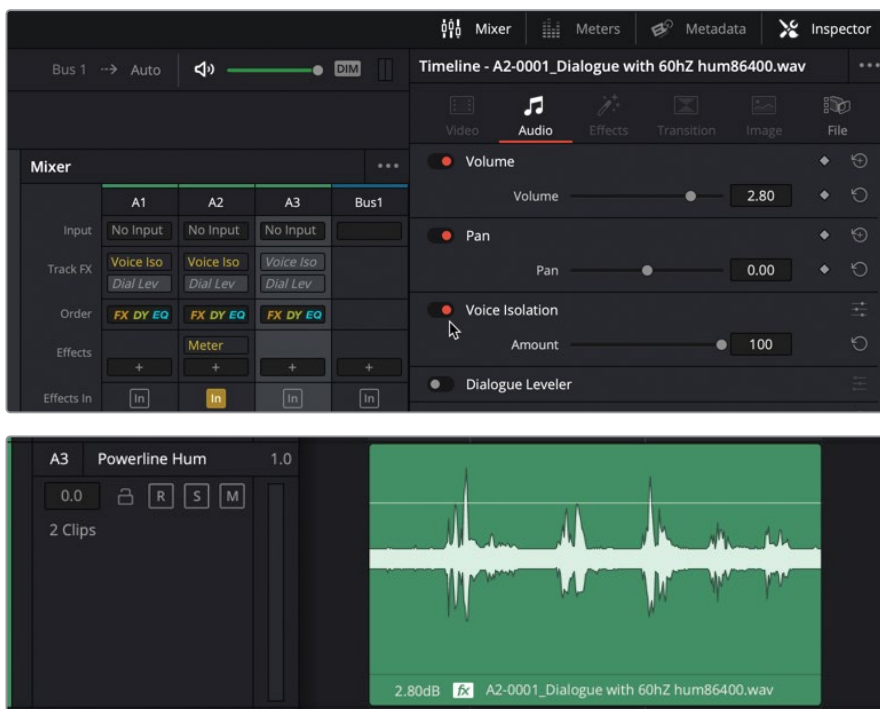 Mixer Meters Metadata Inspector
Bus 1 Auto DIM Timeline - A2-0001_Dialogue with 60hZ hum86400.wav
Video Audio Effects Transition Image File
Mixer
A1 A2 A3 Bus1
Input No Input No Input No Input
Track FX Voice Iso Voice Iso Voice Iso
Dial Lev Dial Lev Dial Lev
Order FX DY EQ FX DY EQ FX DY EQ
Effects Meter
+ + + +
Effects In In In In In
Volume
Volume 2.80
Pan
Pan 0.00
Voice Isolation
Amount 100
Dialogue Leveler
A3 Powerline Hum 1.0
0.0 R S M
2 Clips
2.80dB fx A2-0001_Dialogue with 60hZ hum86400.wav